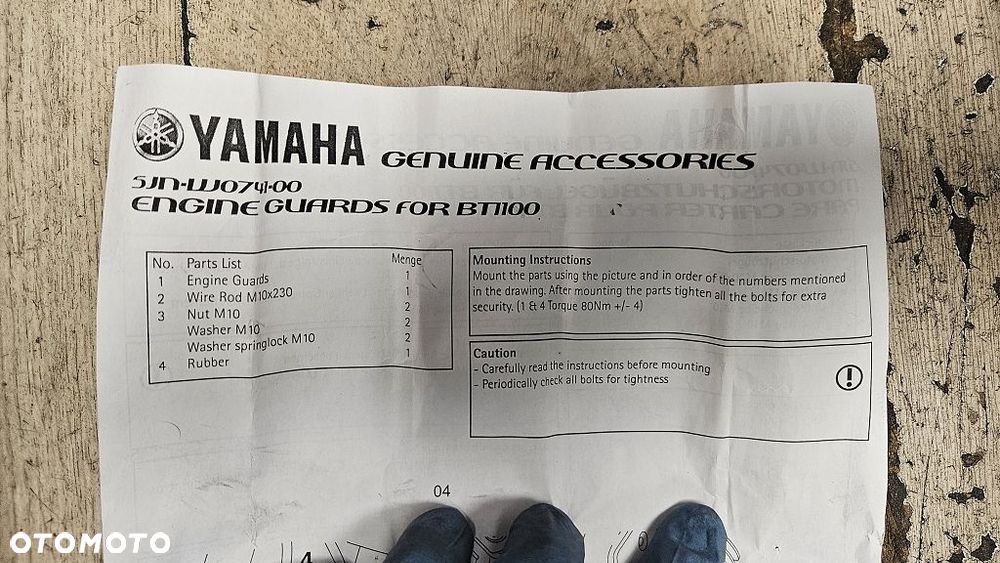 YAMAHA GENUINE ACCESSORIES
5JN-WJ0741-00
ENGINE GUARDS FOR BT1100
No. Parts List Menge
1 Engine Guards 1
2 Wire Rod M10x230 1
3 Nut M10 2
Washer M10 2
Washer springlock M10 2
4 Rubber 1
Mounting Instructions
Mount the parts using the picture and in order of the numbers mentioned
in the drawing. After mounting the parts tighten all the bolts for extra
security. (1 & 4 Torque 80Nm +/- 4)
Caution
- Carefully read the instructions before mounting
- Periodically check all bolts for tightness
04
4
OTOMOTO